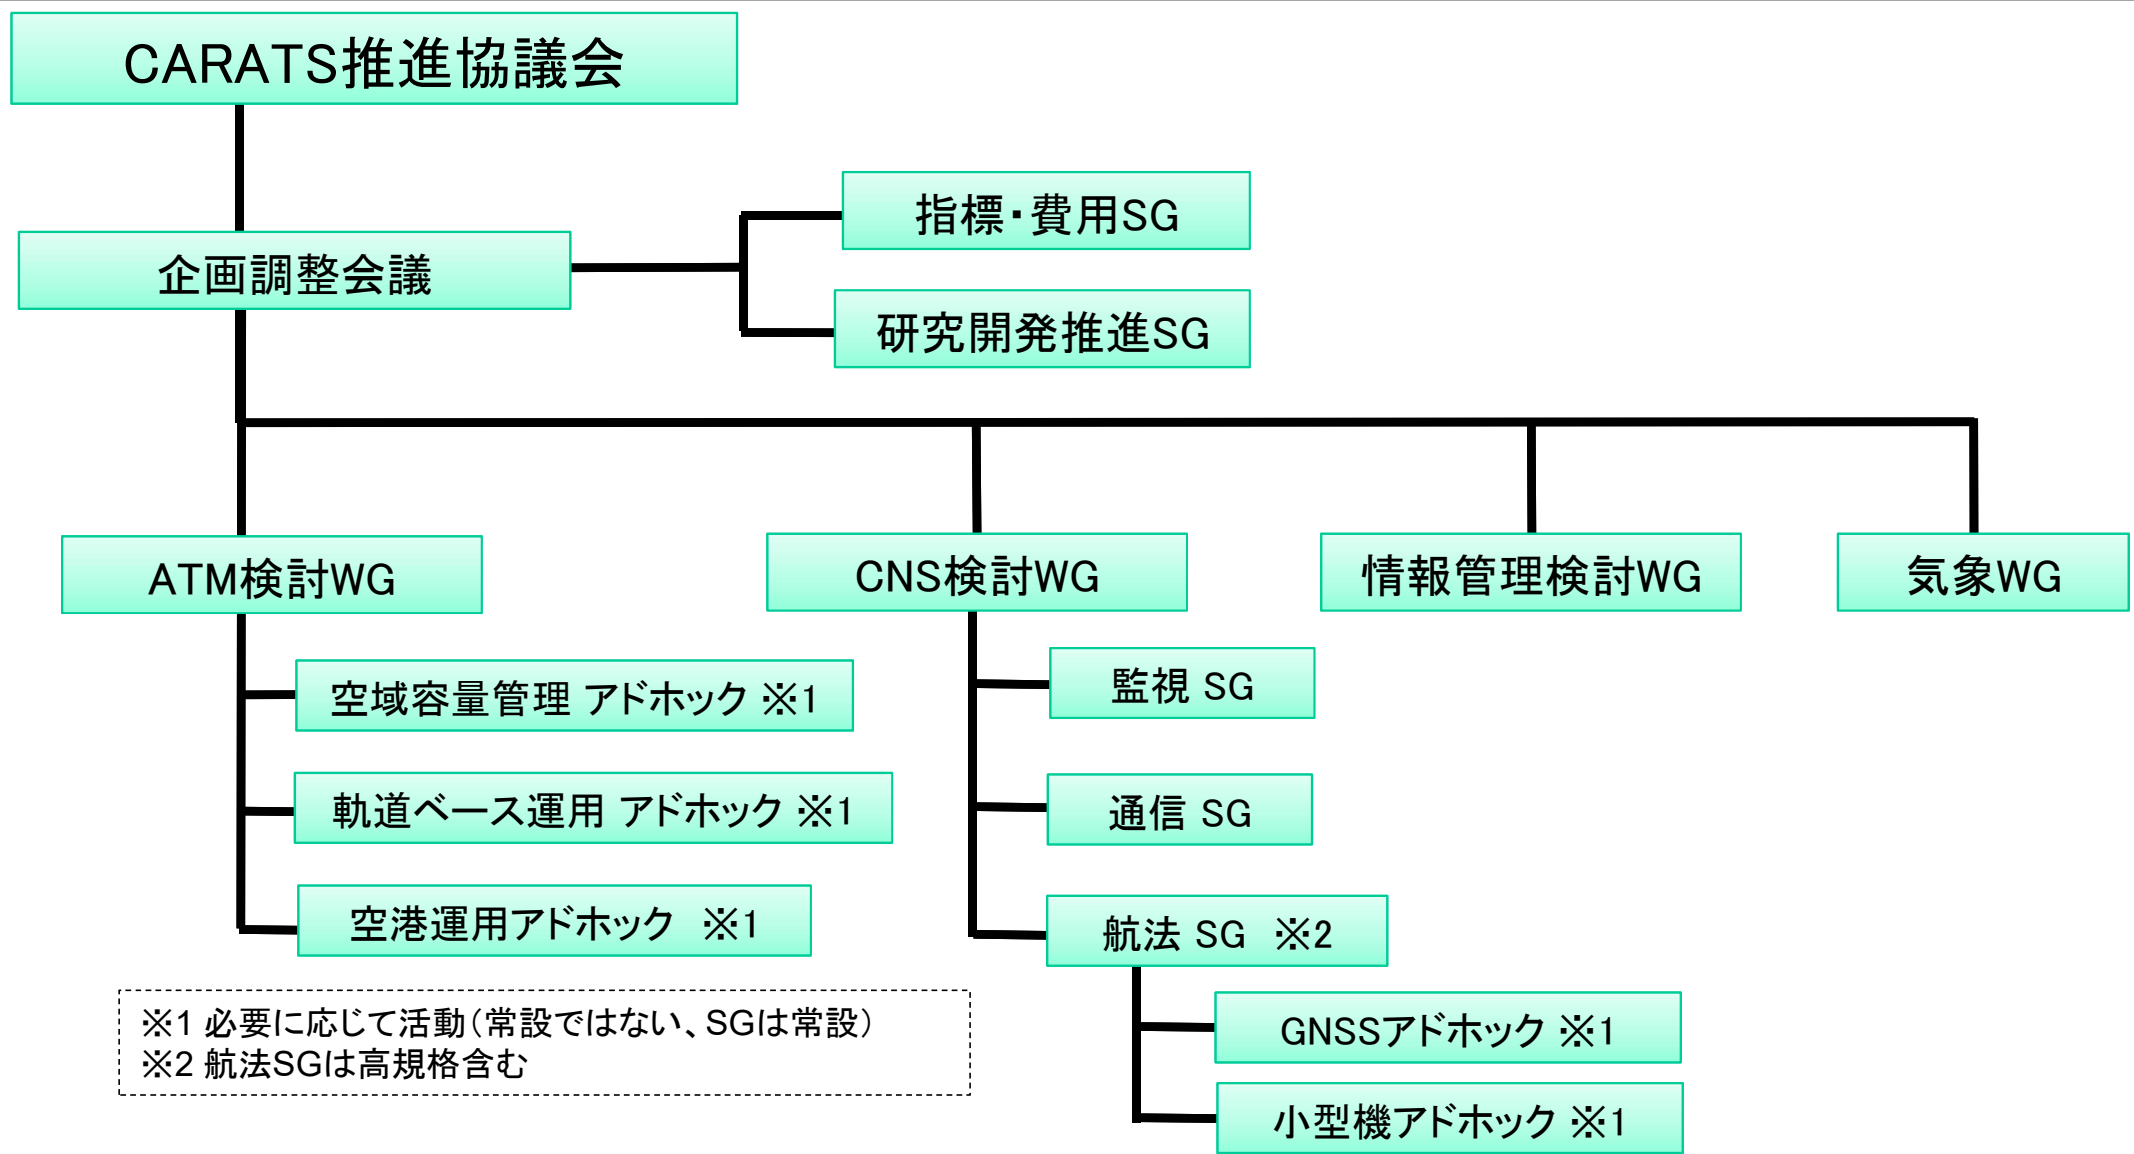 CARATS推進協議会
指標・費用SG
企画調整会議
研究開発推進SG
ATM検討WG
CNS検討WG
情報管理検討WG
気象WG
空域容量管理 アドホック ※1
軌道ベース運用 アドホック ※1
空港運用アドホック　※1
監視 SG
通信 SG
航法 SG　※2
GNSSアドホック ※1
小型機アドホック ※1
※1 必要に応じて活動（常設ではない、SGは常設）
※2 航法SGは高規格含む